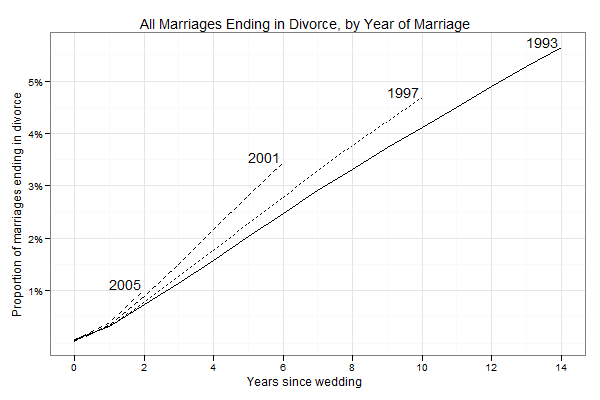 All Marriages Ending in Divorce, by Year of Marriage
1993
1997
2001
2005
Proportion of marriages ending in divorce
5%
4%
3%
2%
1%
0 2 4 6 8 10 12 14
Years since wedding